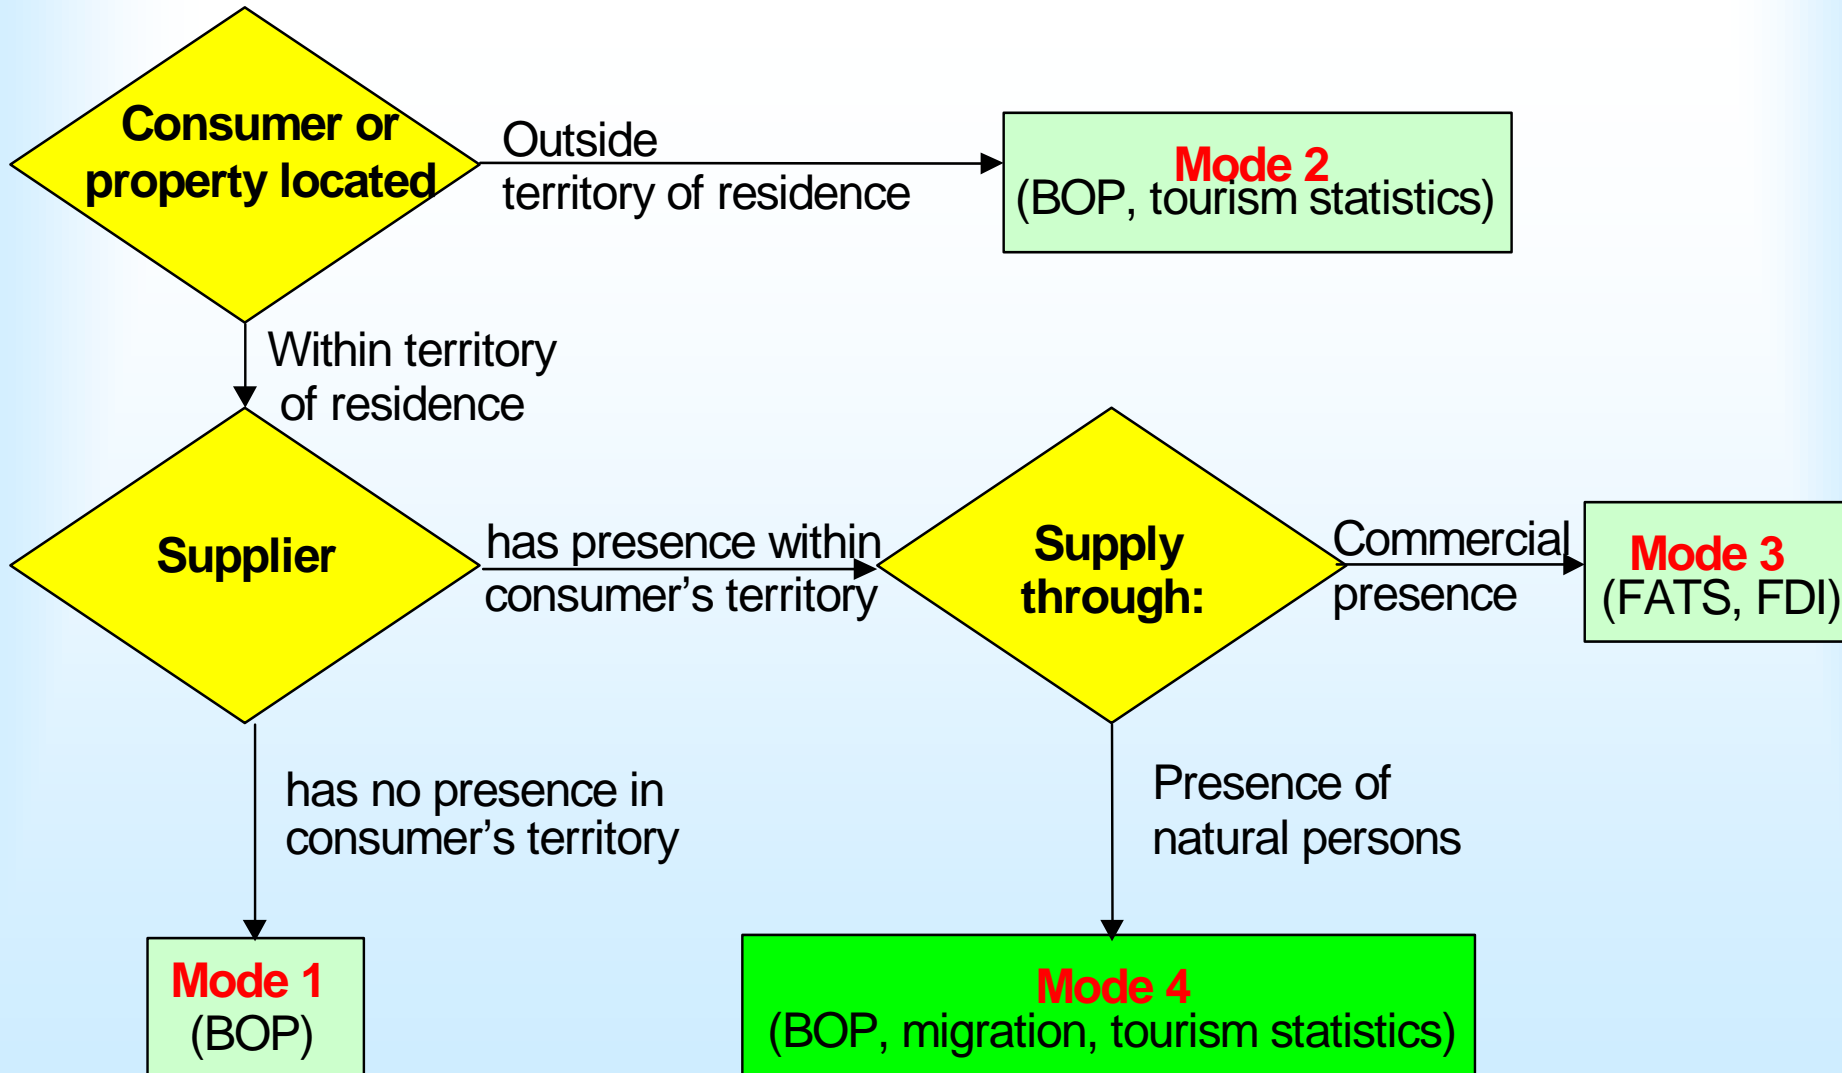 Consumer or
property located
Outside
territory of residence
Mode 2
(BOP, tourism statistics)
Within territory
of residence
Supplier
has presence within
consumer’s territory
Supply
through:
Commercial
presence
Mode 3
(FATS, FDI)
has no presence in
consumer’s territory
Presence of
natural persons
Mode 1
(BOP)
Mode 4
(BOP, migration, tourism statistics)